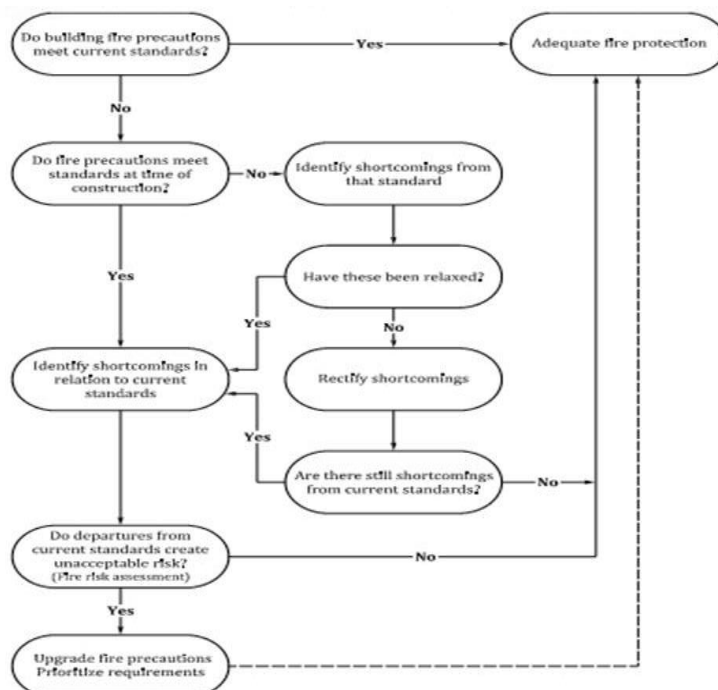 Do building fire precautions
meet current standards?
Yes
Adequate fire protection
No
Do fire precautions meet
standards at time of
construction?
No
Identify shortcomings from
that standard
Yes
Have these been relaxed?
Yes
No
Identify shortcomings in
relation to current
standards
Rectify shortcomings
Yes
Are there still shortcomings
from current standards?
No
Do departures from
current standards create
unacceptable risk?
(Fire risk assessment)
No
Yes
Upgrade fire precautions
Prioritize requirements